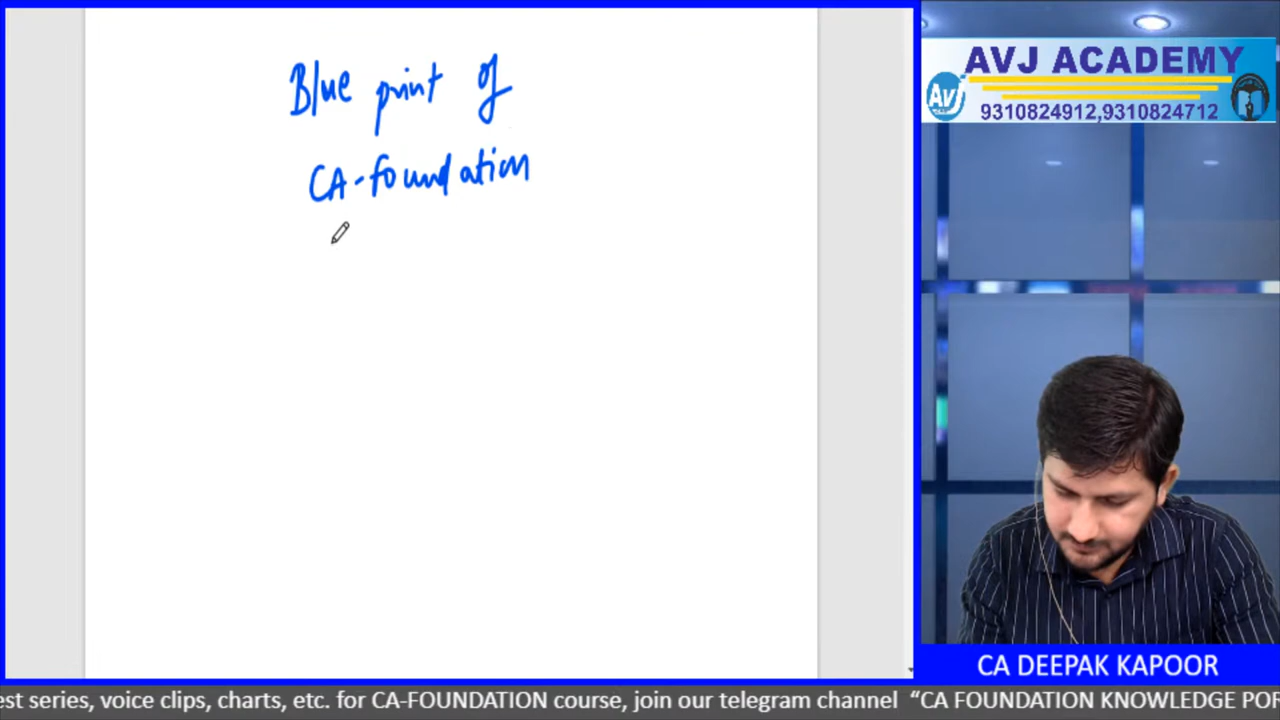 Blue print of
CA-foundation
AVJ ACADEMY
AV
9310824912,9310824712
CA DEEPAK KAPOOR
est series, voice clips, charts, etc. for CA-FOUNDATION course, join our telegram channel “CA FOUNDATION KNOWLEDGE POR